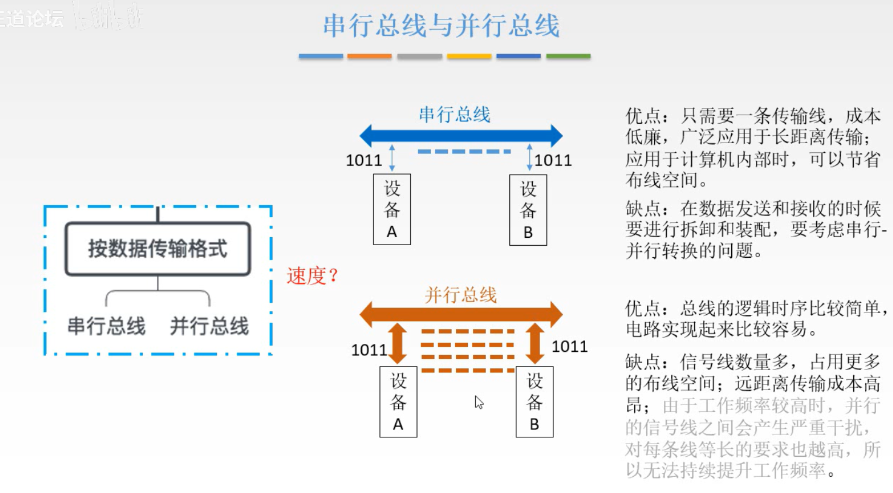 王道论坛
串行总线与并行总线
按数据传输格式
串行总线 并行总线
速度？
串行总线
1011
1011
设备A
设备B
优点：只需要一条传输线，成本
低廉，广泛应用于长距离传输；
应用于计算机内部时，可以节省
布线空间。
缺点：在数据发送和接收的时候
要进行拆卸和装配，要考虑串行-
并行转换的问题。
并行总线
1011
1011
设备A
设备B
优点：总线的逻辑时序比较简单，
电路实现起来比较容易。
缺点：信号线数量多，占用更多
的布线空间；远距离传输成本高
昂；由于工作频率较高时，并行
的信号线之间会产生严重干扰，
对每条线等长的要求也越高，所
以无法持续提升工作频率。